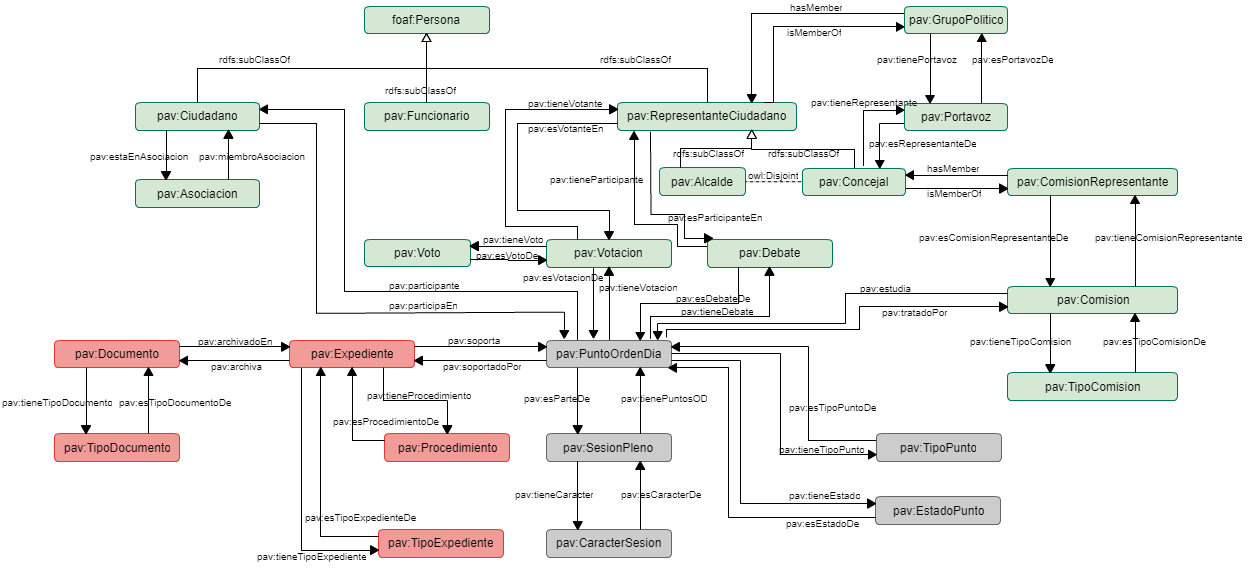 foaf:Persona
hasMember
pav:GrupoPolitico
isMemberOf
rdfs:subClassOf
rdfs:subClassOf
pav:tienePortavoz
pav:esPortavozDe
rdfs:subClassOf
pav:tieneVotante
pav:tieneRepresentante
pav:Ciudadano
pav:Funcionario
pav:RepresentanteCiudadano
pav:Portavoz
pav:esVotanteEn
pav:esRepresentanteDe
pav:estaEnAsociacion
pav:miembroAsociacion
rdfs:subClassOf
rdfs:subClassOf
hasMember
pav:tieneParticipante
pav:Alcalde
owl:Disjoint
pav:Concejal
pav:ComisionRepresentante
pav:Asociacion
isMemberOf
pav:esParticipanteEn
pav:tieneVoto
pav:esComisionRepresentanteDe
pav:tieneComisionRepresentante
pav:Voto
pav:esVotoDe
pav:Votacion
pav:Debate
pav:esVotacionDe
pav:participante
pav:tieneVotacion
pav:estudia
pav:esDebateDe
pav:Comision
pav:participaEn
pav:tieneDebate
pav:tratadoPor
pav:archivadoEn
pav:soporta
pav:tieneTipoComision
pav:esTipoComisionDe
pav:Documento
pav:Expediente
pav:PuntoOrdenDia
pav:archiva
pav:soportadoPor
pav:TipoComision
pav:tieneTipoDocumento
pav:esTipoDocumentoDe
pav:tieneProcedimiento
pav:esParteDe
pav:tienePuntosOD
pav:esTipoPuntoDe
pav:esProcedimientoDe
pav:TipoDocumento
pav:Procedimiento
pav:SesionPleno
pav:tieneTipoPunto
pav:TipoPunto
pav:tieneCaracter
pav:esCaracterDe
pav:tieneEstado
pav:EstadoPunto
pav:esTipoExpedienteDe
pav:esEstadoDe
pav:TipoExpediente
pav:CaracterSesion
pav:tieneTipoExpediente